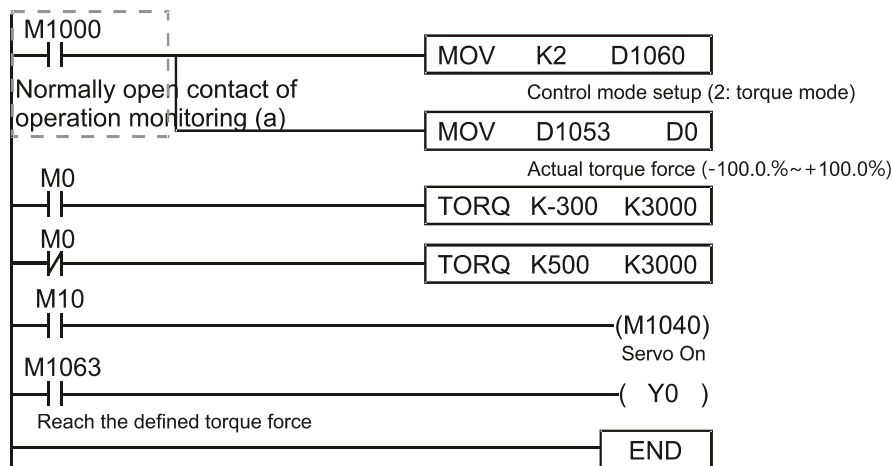 M1000
MOV K2 D1060
Normally open contact of
operation monitoring (a)
Control mode setup (2: torque mode)
MOV D1053 D0
Actual torque force (-100.0.%~+100.0%)
M0
TORQ K-300 K3000
M0
TORQ K500 K3000
M10
(M1040)
Servo On
M1063
( Y0 )
Reach the defined torque force
END